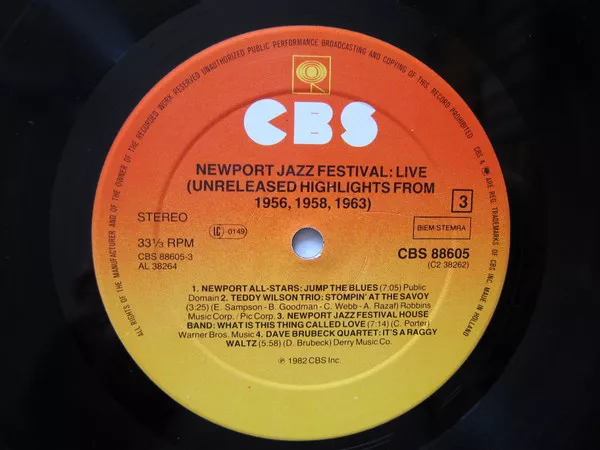 ALL RIGHTS OF THE MANUFACTURER AND OF THE OWNER OF THE RECORDED WORK RESERVED UNAUTHORIZED PUBLIC PERFORMANCE BROADCASTING AND COPYING OF THIS RECORD PROHIBITED
CBS & ARE REG. TRADEMARKS OF CBS INC. MADE IN HOLLAND
CBS
NEWPORT JAZZ FESTIVAL: LIVE
(UNRELEASED HIGHLIGHTS FROM
1956, 1958, 1963)
3
STEREO
LC -0149
BIEM STEMRA
33⅓ RPM
CBS 88605
CBS 88605-3
(C2 38262)
AL 38264
1. NEWPORT ALL-STARS: JUMP THE BLUES (7:05) Public
Domain 2. TEDDY WILSON TRIO: STOMPIN' AT THE SAVOY
(3:25) (E. Sampson - B. Goodman - C. Webb - A. Razaf) Robbins
Music Corp. · Pic Corp. 3. NEWPORT JAZZ FESTIVAL HOUSE
BAND: WHAT IS THIS THING CALLED LOVE (7:14) (C. Porter)
Warner Bros. Music 4. DAVE BRUBECK QUARTET: IT'S A RAGGY
WALTZ (5:58) (D. Brubeck) Derry Music Co.
℗ 1982 CBS Inc.